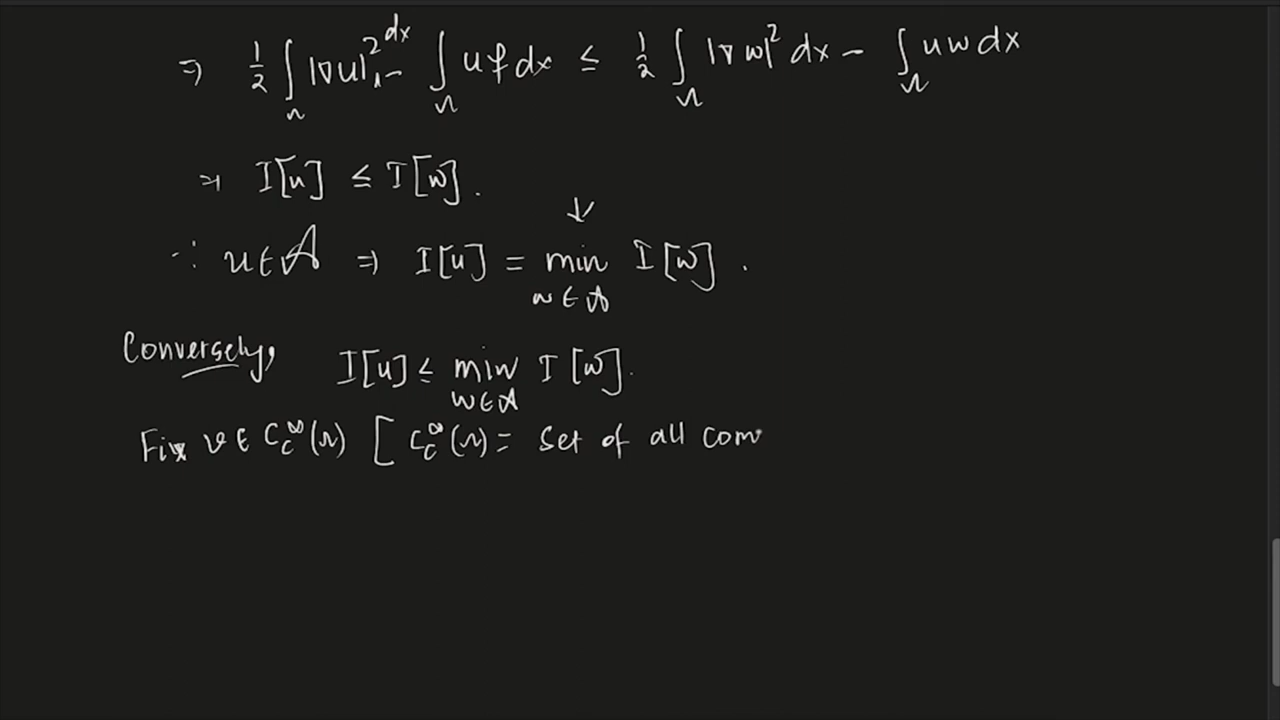 ⇒ 1/2 ∫_Ω |∇u|² dx - ∫_Ω uf dx ≤ 1/2 ∫_Ω |∇w|² dx - ∫_Ω uw dx
⇒ I[u] ≤ I[w].
∵ u ∈ 𝒜 ⇒ I[u] = min_{w ∈ 𝒜} I[w].
Conversely, I[u] ≤ min_{w ∈ 𝒜} I[w].
Fix v ∈ C_c^∞(Ω) [ C_c^∞(Ω) = set of all com